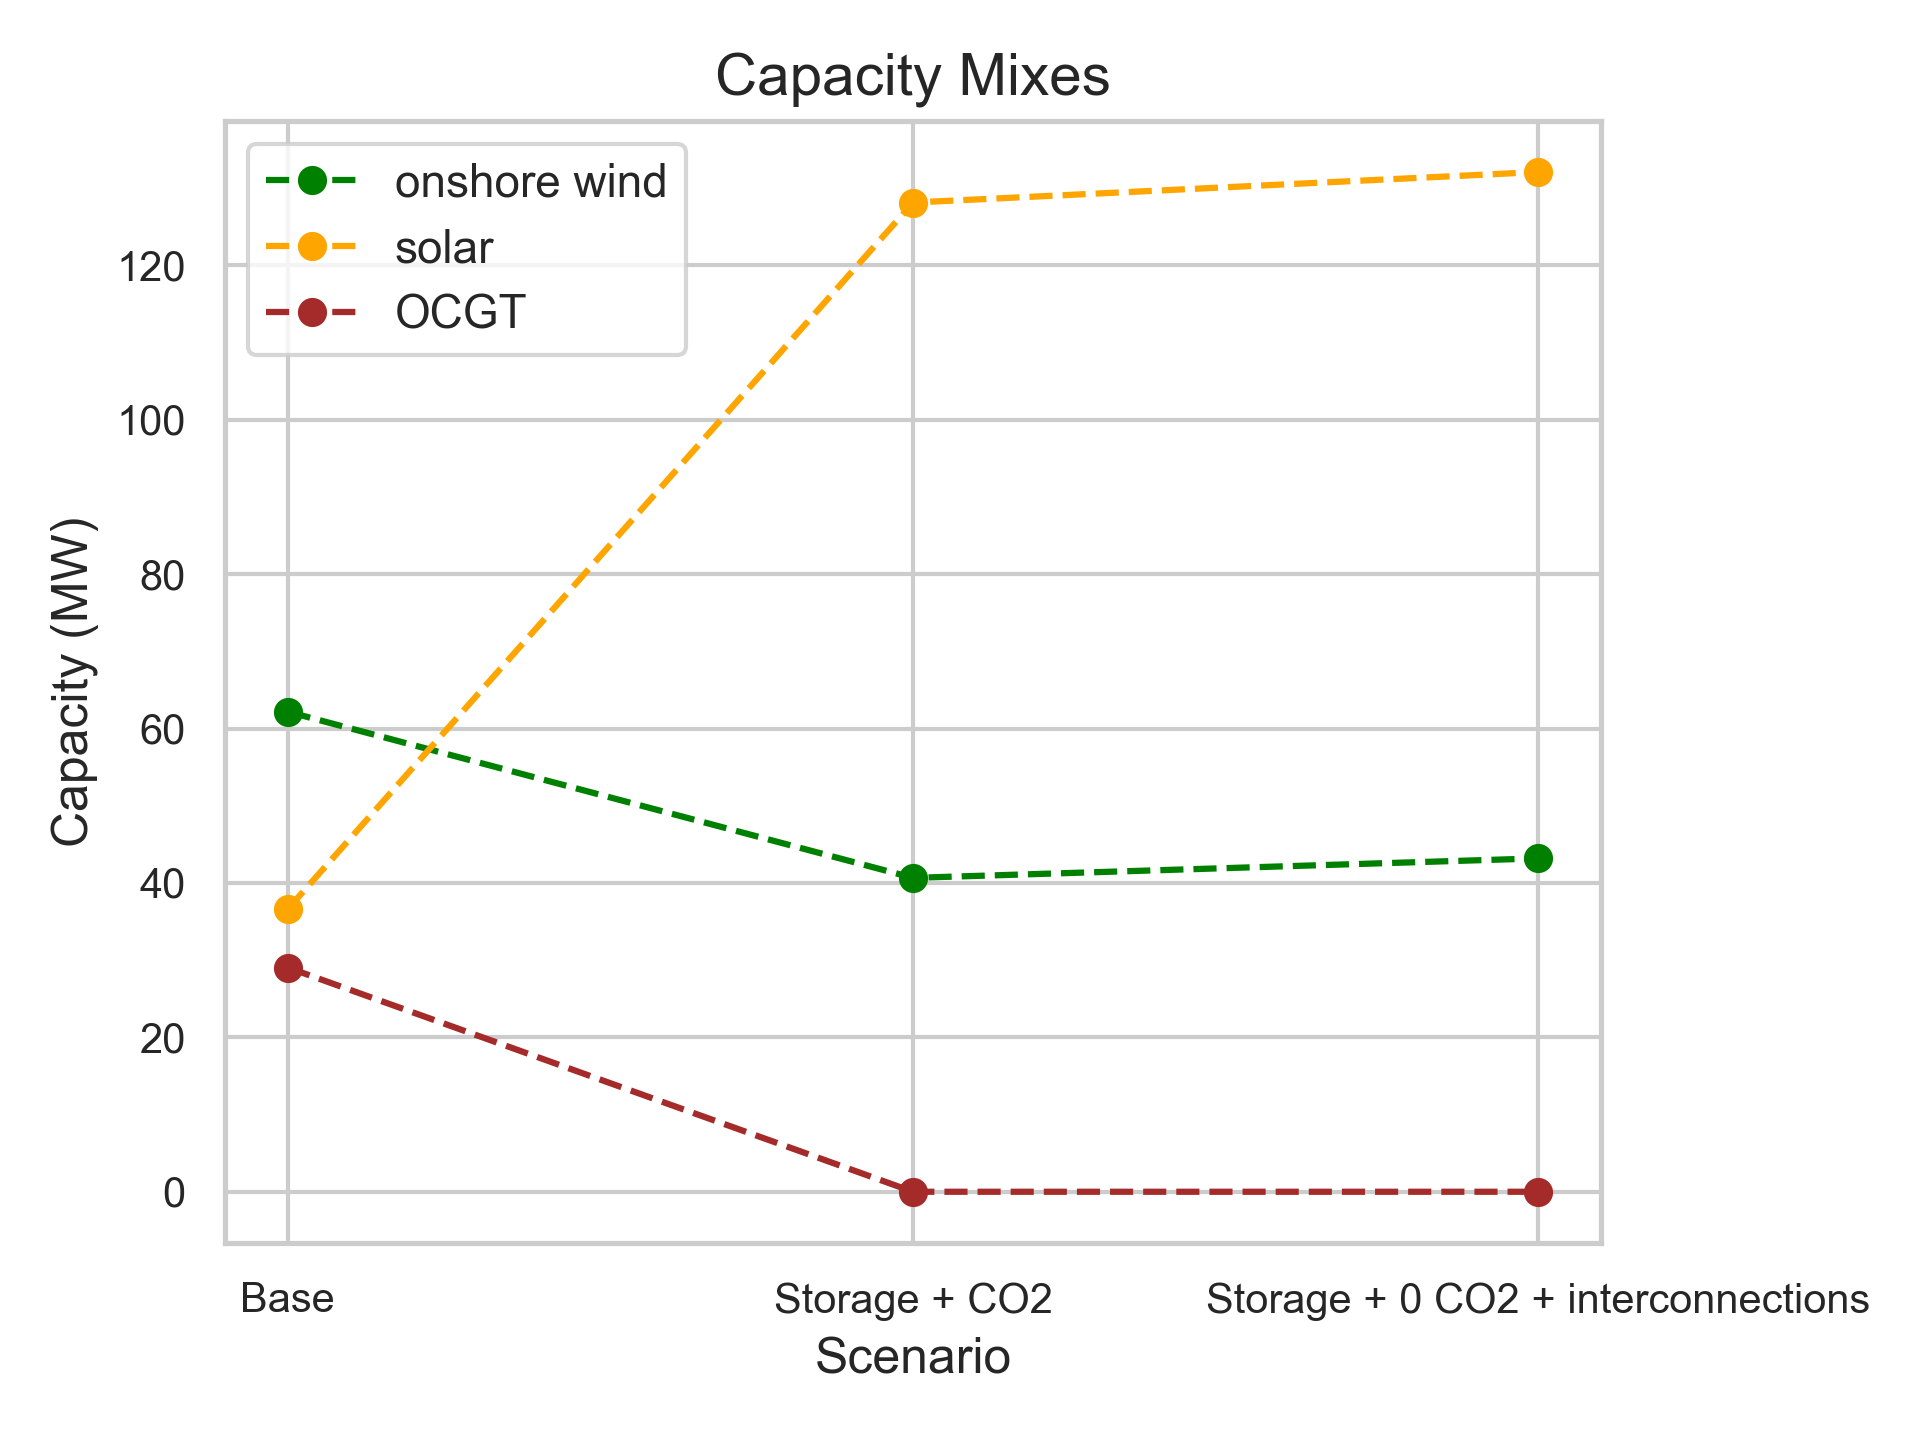 Capacity Mixes
onshore wind
solar
OCGT
120
100
80
60
40
20
0
Capacity (MW)
Base
Storage + CO2
Storage + 0 CO2 + interconnections
Scenario